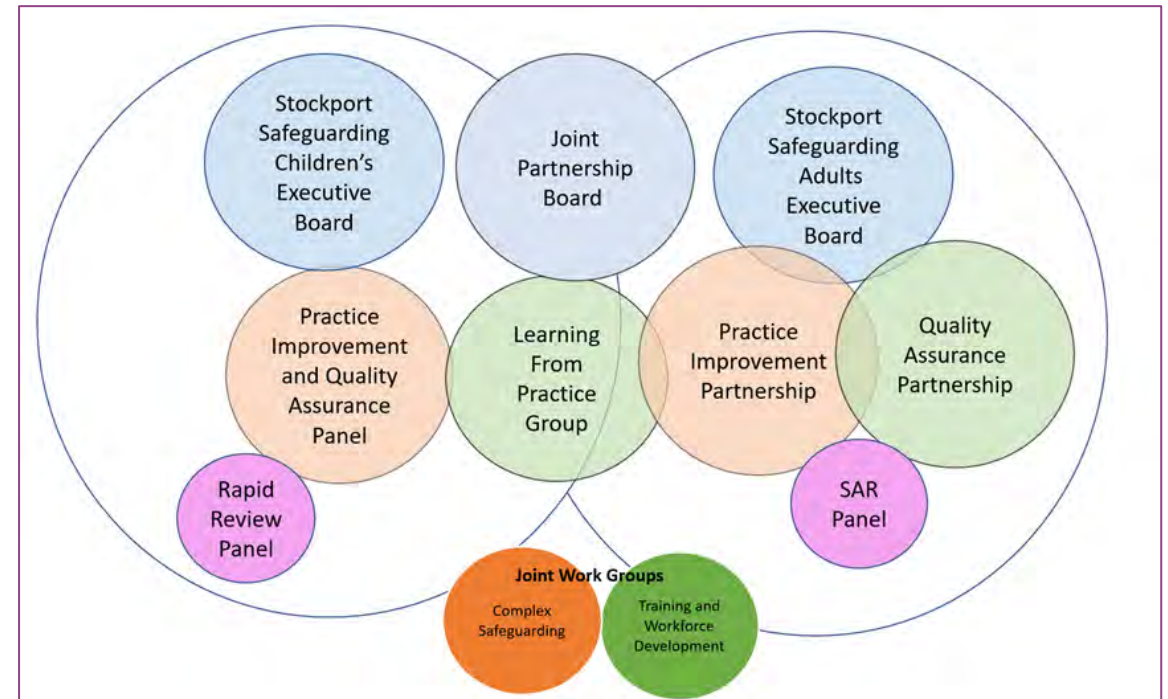 Stockport
Safeguarding
Children's
Executive
Board
Joint
Partnership
Board
Stockport
Safeguarding
Adults
Executive
Board
Practice
Improvement
and Quality
Assurance
Panel
Learning
From
Practice
Group
Practice
Improvement
Partnership
Quality
Assurance
Partnership
Rapid
Review
Panel
SAR
Panel
Joint Work Groups
Complex
Safeguarding
Training and
Workforce
Development